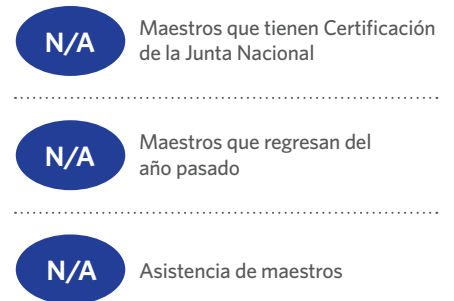 N/A
Maestros que tienen Certificación
de la Junta Nacional
N/A
Maestros que regresan del
año pasado
N/A
Asistencia de maestros